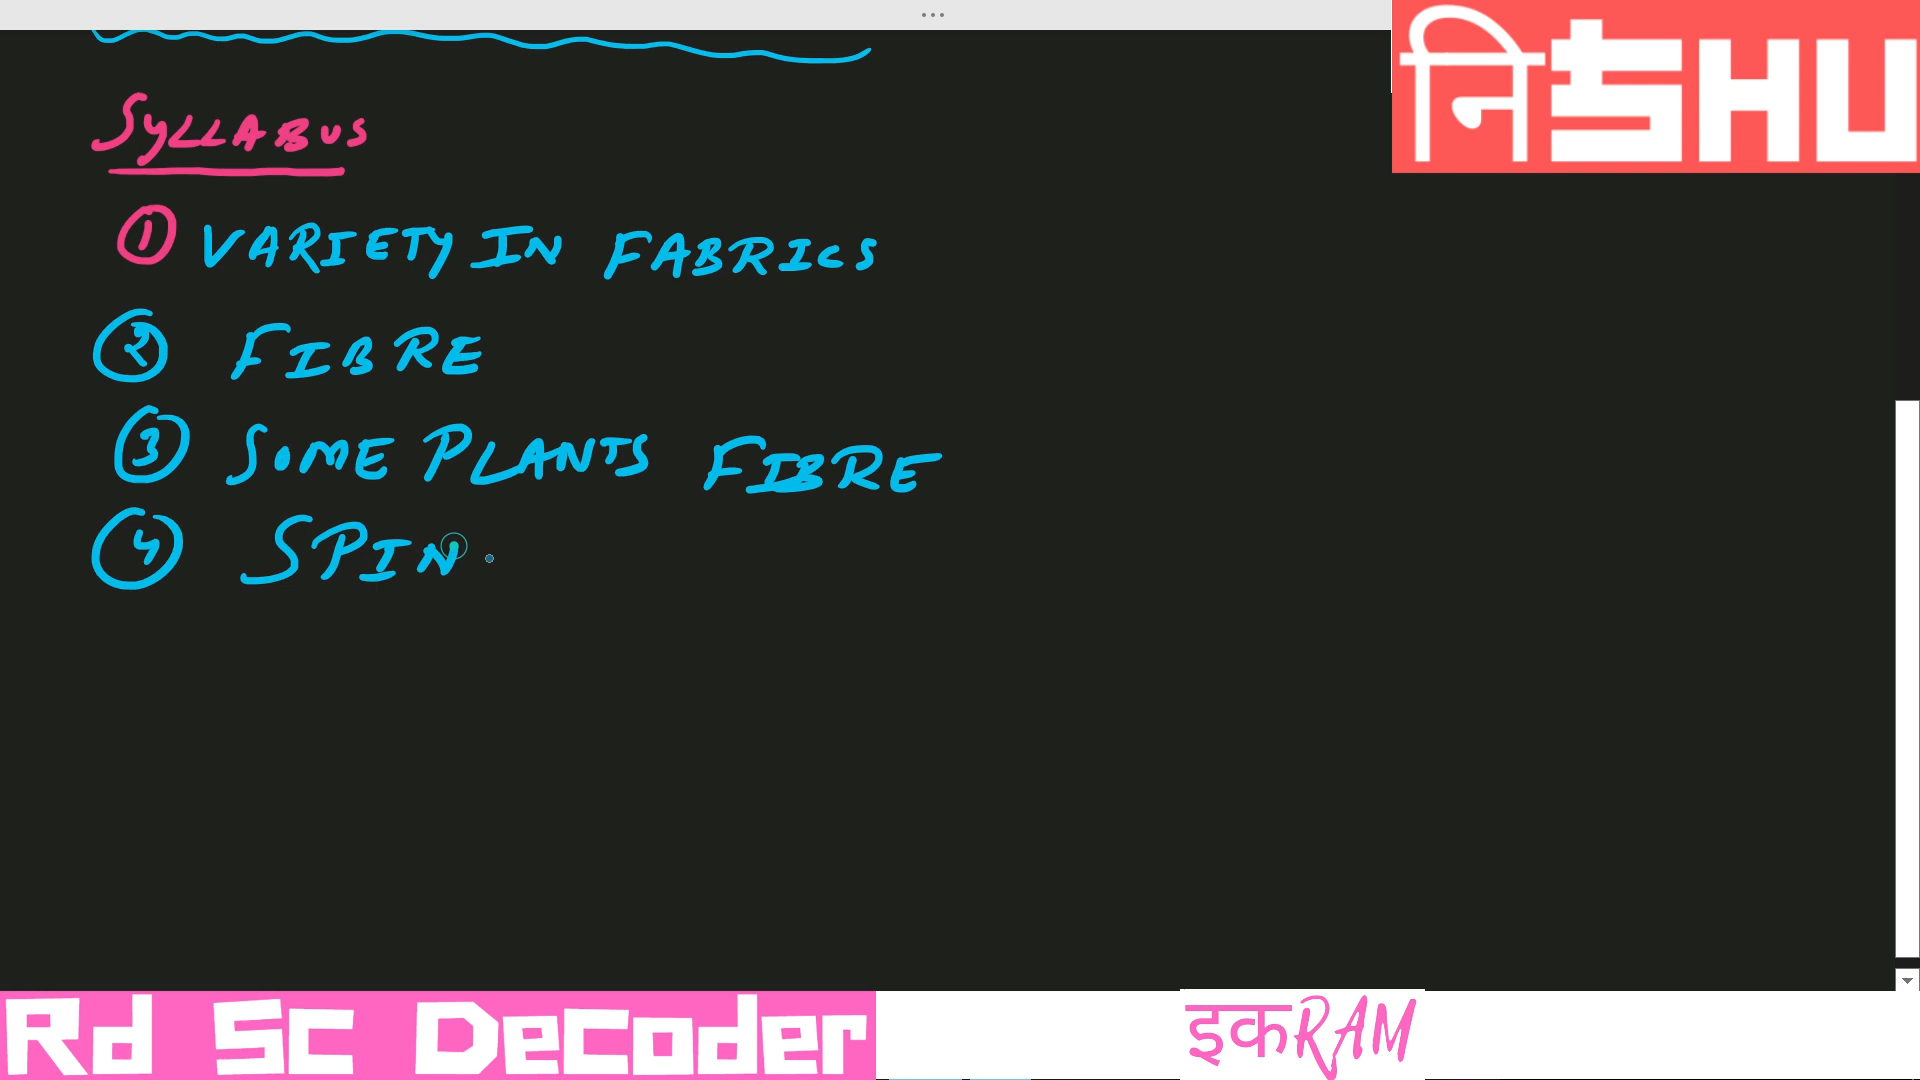 निSHU
SYLLABUS
① VARIETY IN FABRICS
② FIBRE
③ SOME PLANTS FIBRE
④ SPIN
Rd Sc Decoder
इकRAM